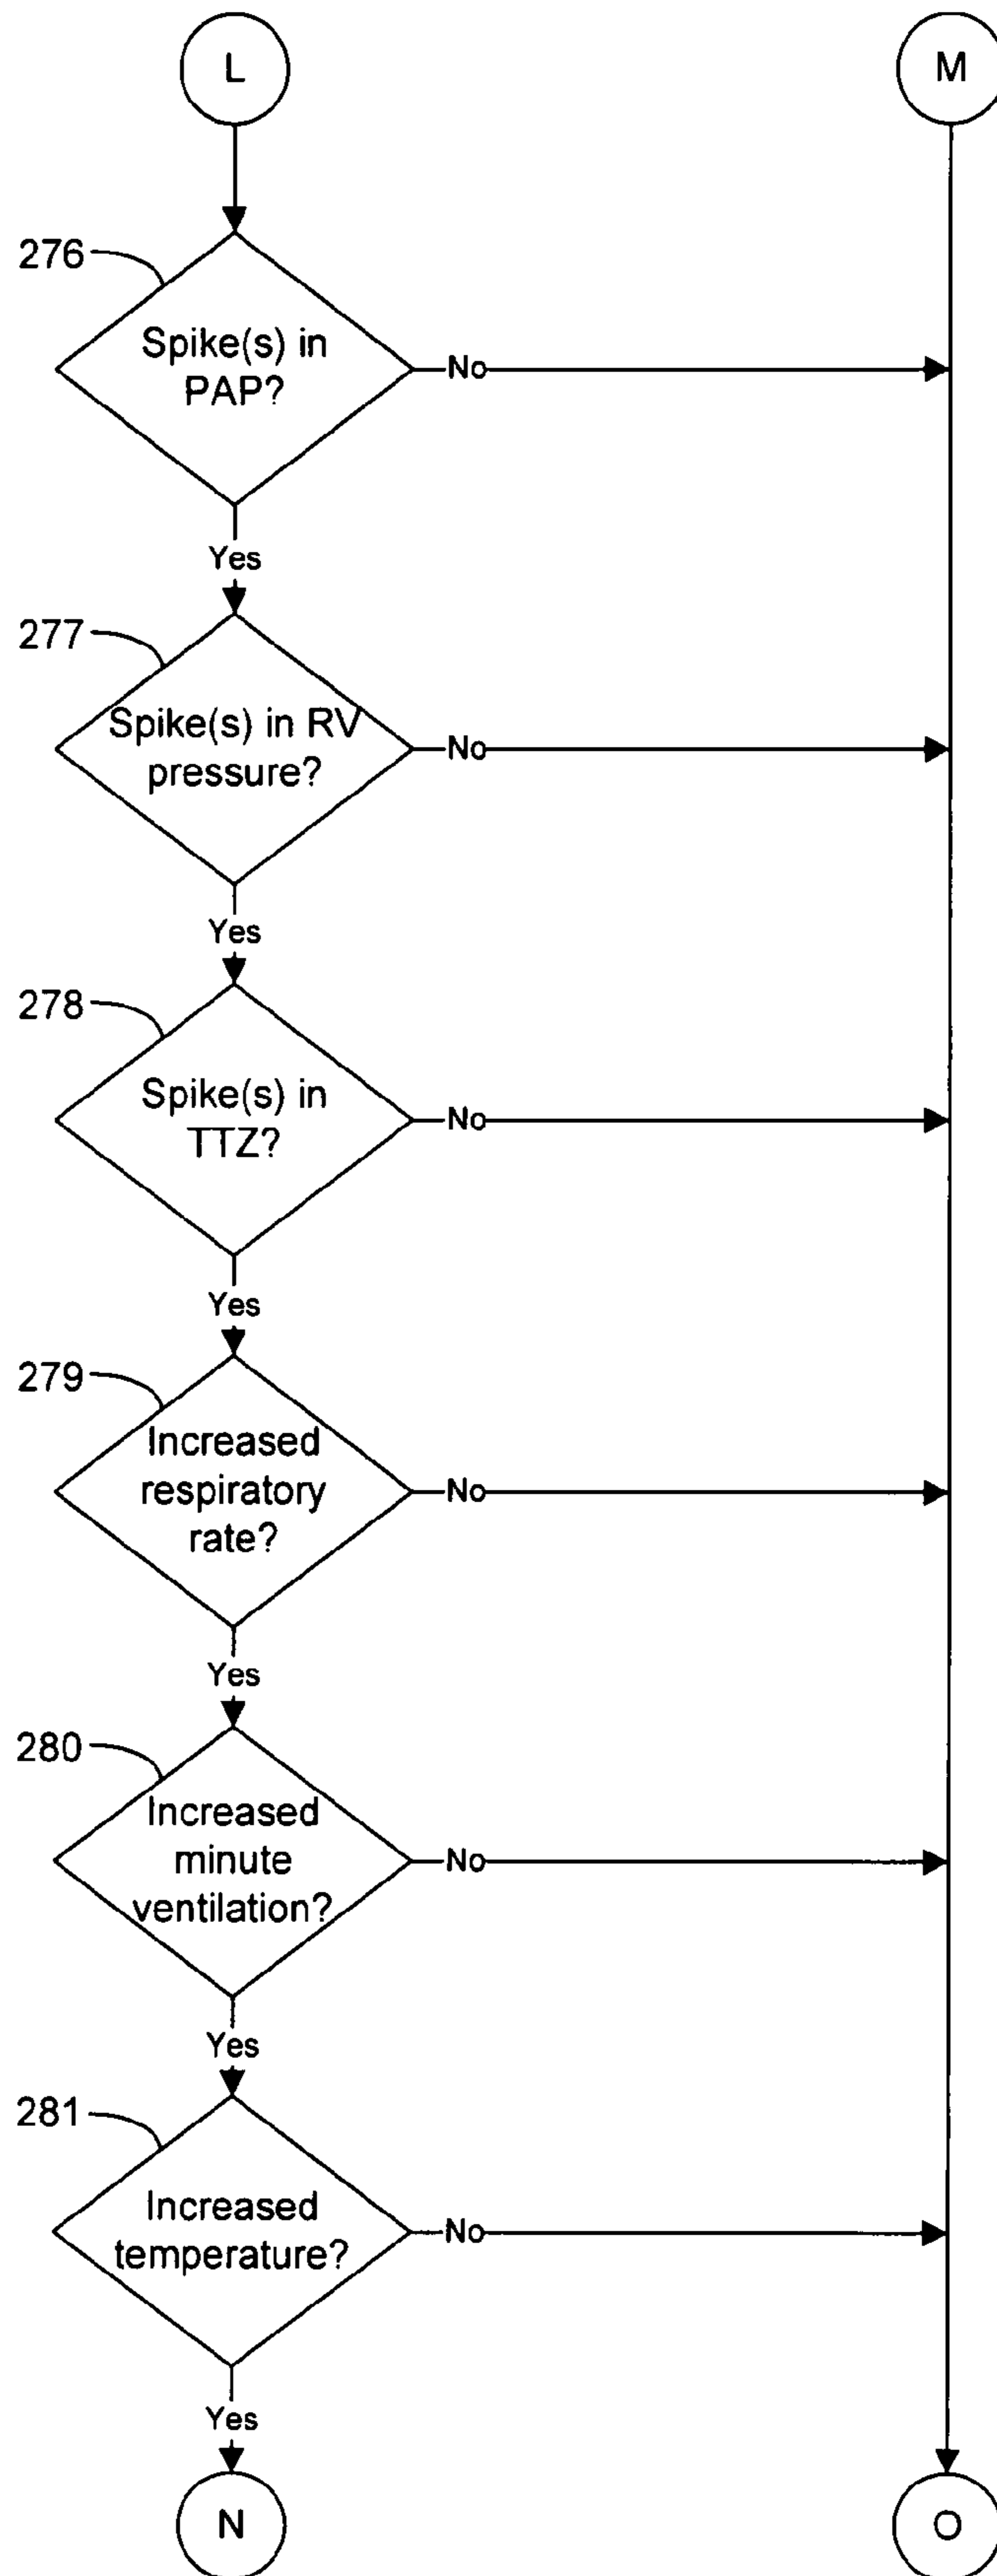 L
M
276
Spike(s) in
PAP?
No
Yes
277
Spike(s) in RV
pressure?
No
Yes
278
Spike(s) in
TTZ?
No
Yes
279
Increased
respiratory
rate?
No
Yes
280
Increased
minute
ventilation?
No
Yes
281
Increased
temperature?
No
Yes
N
O